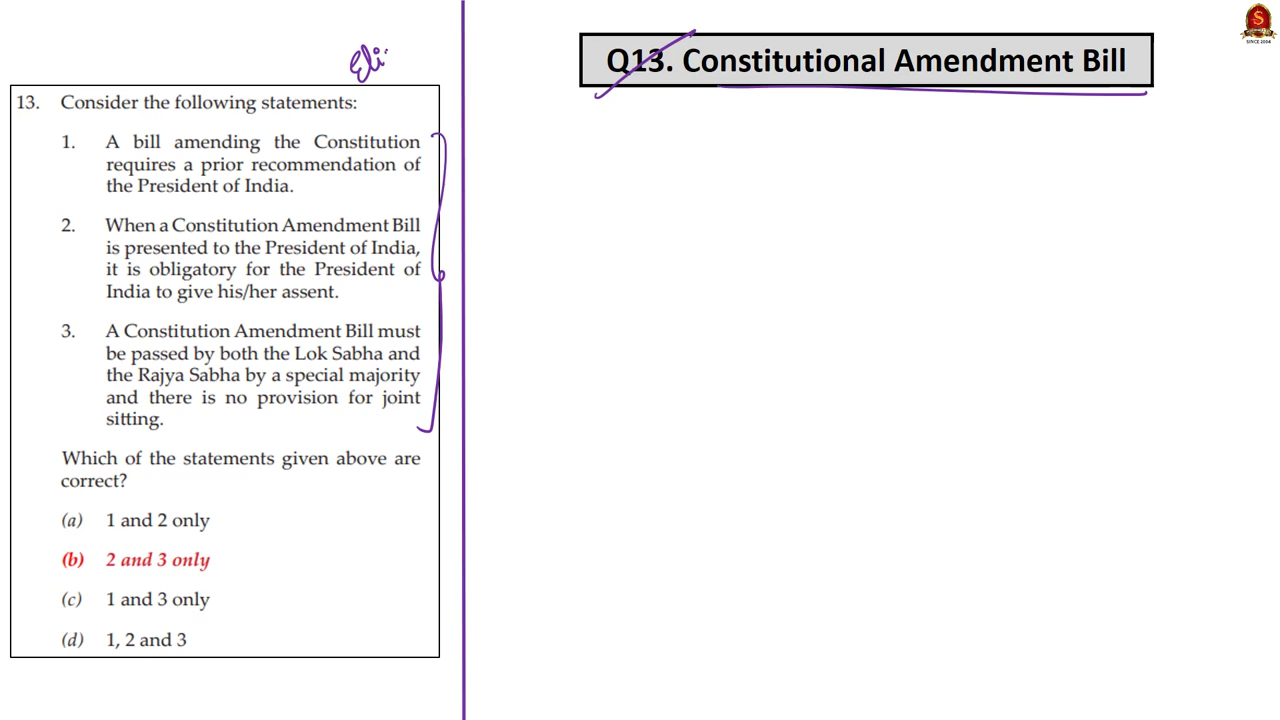 Eli:
13. Consider the following statements:
1. A bill amending the Constitution
requires a prior recommendation of
the President of India.
2. When a Constitution Amendment Bill
is presented to the President of India,
it is obligatory for the President of
India to give his/her assent.
3. A Constitution Amendment Bill must
be passed by both the Lok Sabha and
the Rajya Sabha by a special majority
and there is no provision for joint
sitting.
Which of the statements given above are
correct?
(a) 1 and 2 only
(b) 2 and 3 only
(c) 1 and 3 only
(d) 1, 2 and 3
Q13. Constitutional Amendment Bill
S
SINCE 2004